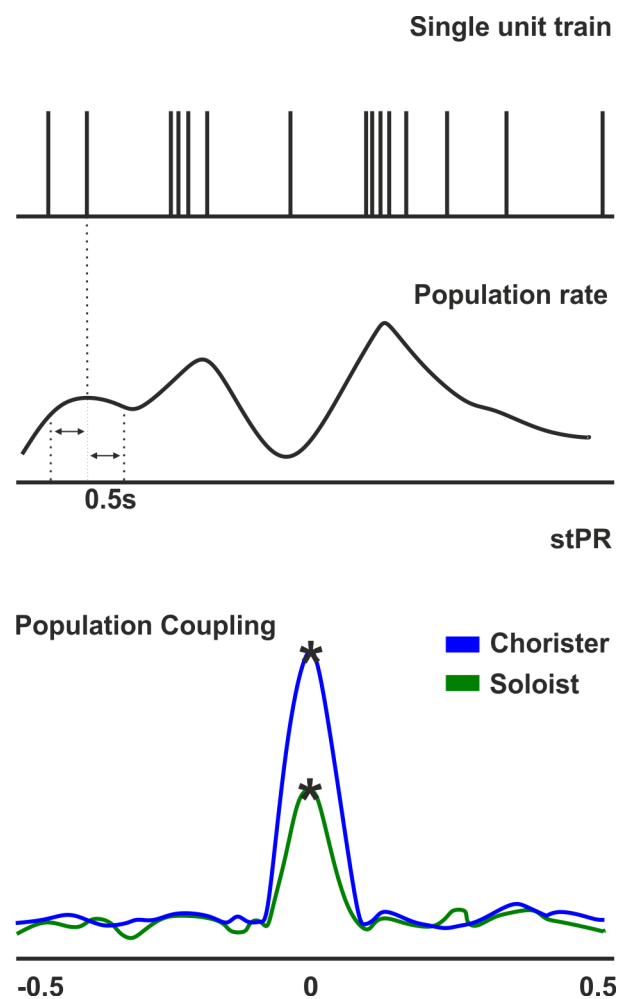 Single unit train
Population rate
0.5s
stPR
Population Coupling
Chorister
Soloist
*
*
-0.5 0 0.5